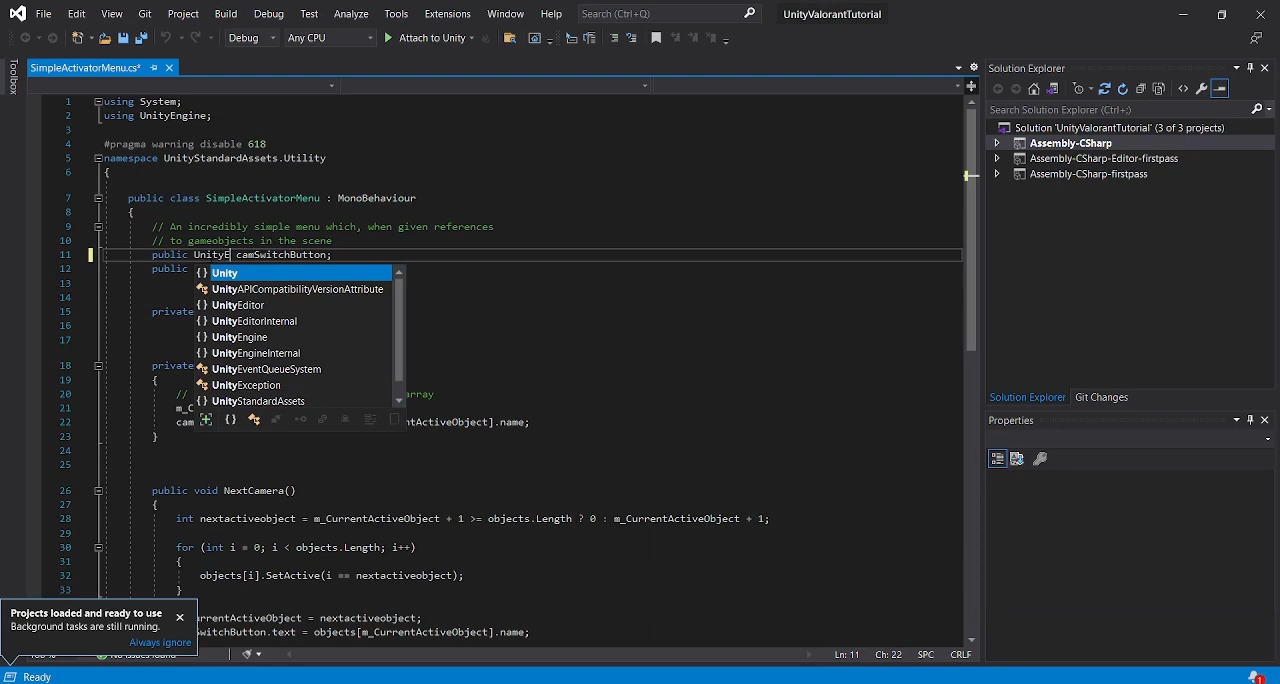 File Edit View Git Project Build Debug Test Analyze Tools Extensions Window Help Search (Ctrl+Q) UnityValorantTutorial
Debug Any CPU Attach to Unity
Toolbox
SimpleActivatorMenu.cs*
1 using System;
2 using UnityEngine;
3
4 #pragma warning disable 618
5 namespace UnityStandardAssets.Utility
6 {
7 public class SimpleActivatorMenu : MonoBehaviour
8 {
9 // An incredibly simple menu which, when given references
10 // to gameobjects in the scene
11 public UnityE camSwitchButton;
12 public
13
14
15 private
16
17
18 private
19 {
20 // array
21 m_C
22 cam ntActiveObject].name;
23 }
24
25
26 public void NextCamera()
27 {
28 int nextactiveobject = m_CurrentActiveObject + 1 >= objects.Length ? 0 : m_CurrentActiveObject + 1;
29
30 for (int i = 0; i < objects.Length; i++)
31 {
32 objects[i].SetActive(i == nextactiveobject);
33 }
rrentActiveObject = nextactiveobject;
SwitchButton.text = objects[m_CurrentActiveObject].name;
{} Unity
UnityAPICompatibilityVersionAttribute
{} UnityEditor
{} UnityEditorInternal
{} UnityEngine
{} UnityEngineInternal
UnityEventQueueSystem
UnityException
{} UnityStandardAssets
{}
Projects loaded and ready to use
Background tasks are still running.
Always ignore
Ln: 11 Ch: 22 SPC CRLF
Ready
Solution Explorer
Search Solution Explorer (Ctrl+;)
Solution 'UnityValorantTutorial' (3 of 3 projects)
Assembly-CSharp
Assembly-CSharp-Editor-firstpass
Assembly-CSharp-firstpass
Solution Explorer Git Changes
Properties
1